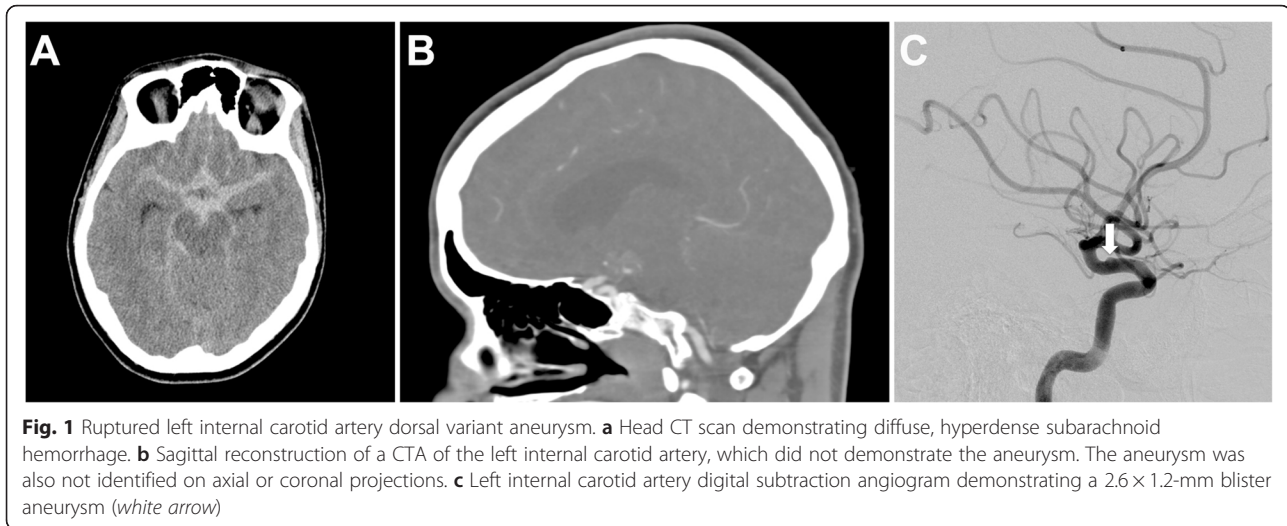 A
B
C
Fig. 1 Ruptured left internal carotid artery dorsal variant aneurysm. a Head CT scan demonstrating diffuse, hyperdense subarachnoid
hemorrhage. b Sagittal reconstruction of a CTA of the left internal carotid artery, which did not demonstrate the aneurysm. The aneurysm was
also not identified on axial or coronal projections. c Left internal carotid artery digital subtraction angiogram demonstrating a 2.6 × 1.2-mm blister
aneurysm (white arrow)